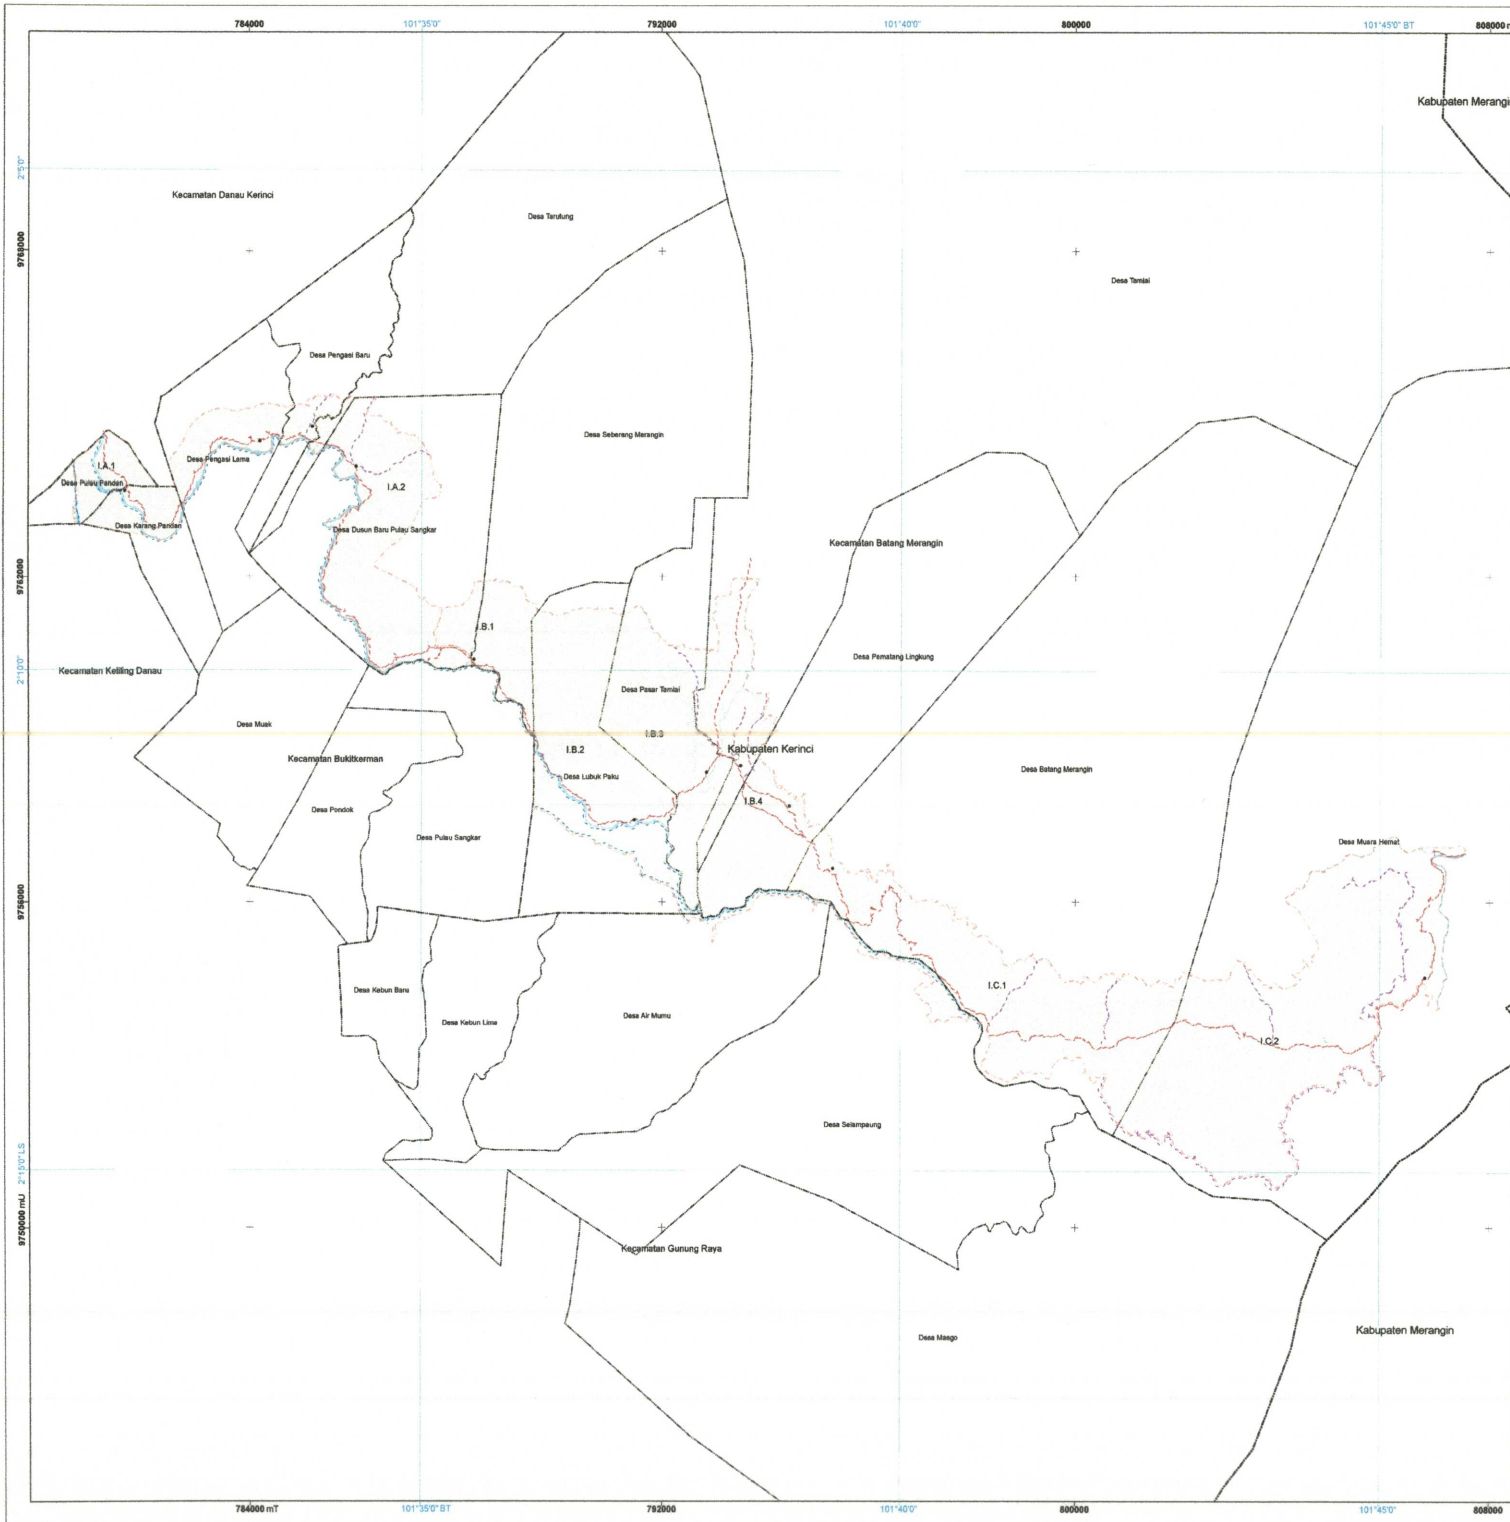 784000
101°35'0"
792000
101°40'0"
800000
101°45'0" BT
808000 m
Kabupaten Merangi
2°5'0"
Kecamatan Danau Kerinci
Desa Tarutung
9768000
Desa Tamiai
Desa Pengasi Baru
Desa Seberang Merangin
Desa Pengasi Lama
I.A.1
Desa Pulau Pandan
I.A.2
Desa Karang Pandan
Desa Dusun Baru Pulau Sangkar
Kecamatan Batang Merangin
9762000
I.B.1
Desa Pematang Lingkung
2°10'0"
Kecamatan Keliling Danau
Desa Pasar Tamiai
Desa Muak
I.B.3
I.B.2
Kabupaten Kerinci
Kecamatan Bukitkerman
Desa Batang Merangin
Desa Lubuk Paku
I.B.4
Desa Pondok
Desa Pulau Sangkar
Desa Muara Hemat
9756000
I.C.1
Desa Kebun Baru
Desa Kebun Lima
Desa Air Mumu
I.C.2
Desa Selampaung
2°15'0" LS
9750000 mU
Kecamatan Gunung Raya
Kabupaten Merangin
Desa Masgo
784000 mT
101°35'0" BT
792000
101°40'0"
800000
101°45'0"
808000